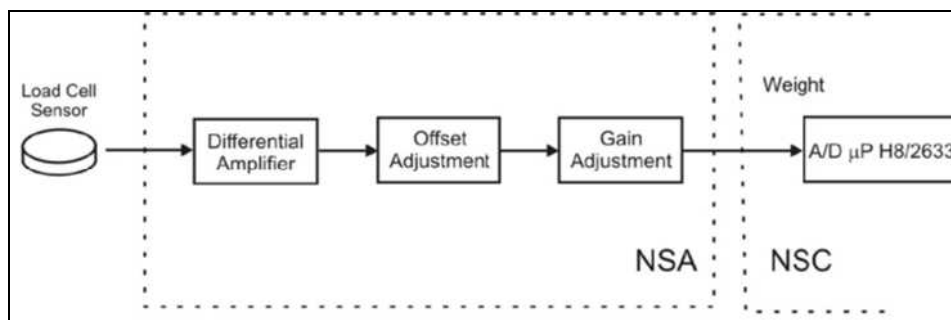 Load Cell
Sensor
Differential
Amplifier
Offset
Adjustment
Gain
Adjustment
Weight
A/D μP H8/2633
NSA
NSC